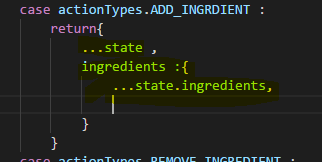 case actionTypes.ADD_INGRDIENT :
return{
...state ,
ingredients :{
...state.ingredients,
}
}
case actionTypes.REMOVE_INGREDIENT :